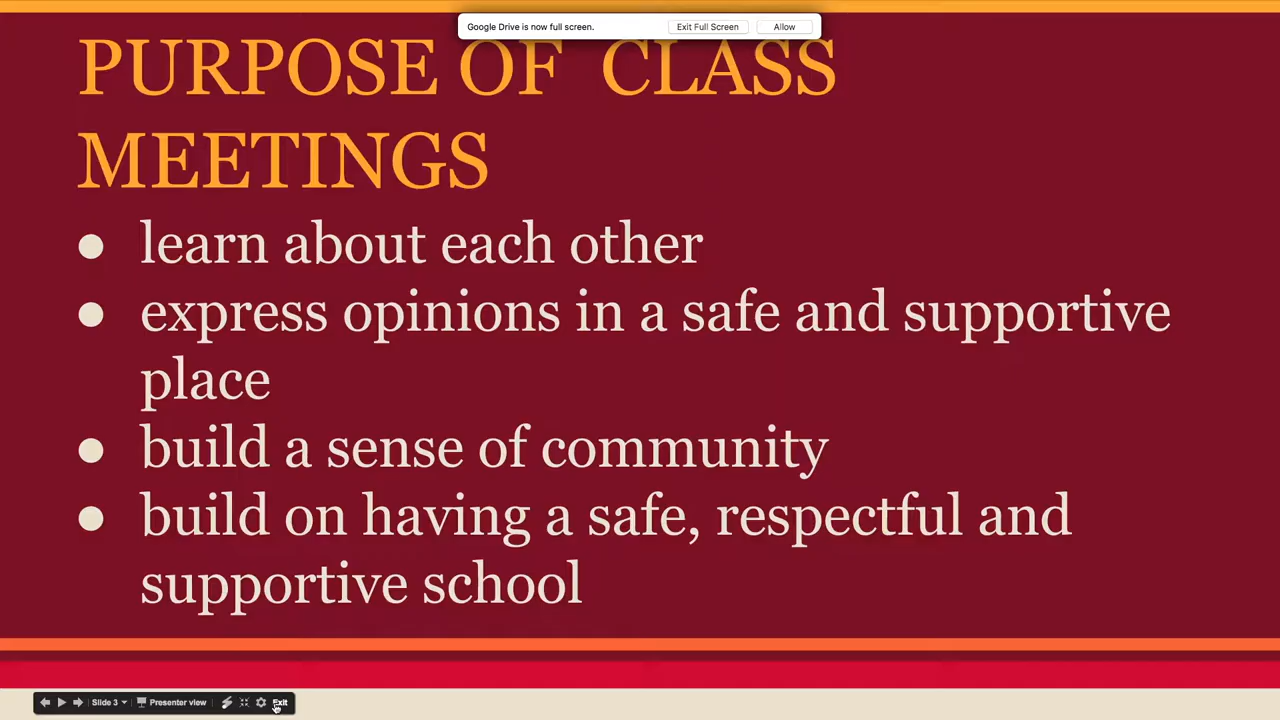 Google Drive is now full screen. Exit Full Screen Allow
PURPOSE OF CLASS
MEETINGS
● learn about each other
● express opinions in a safe and supportive
place
● build a sense of community
● build on having a safe, respectful and
supportive school
Slide 3 Presenter view Exit